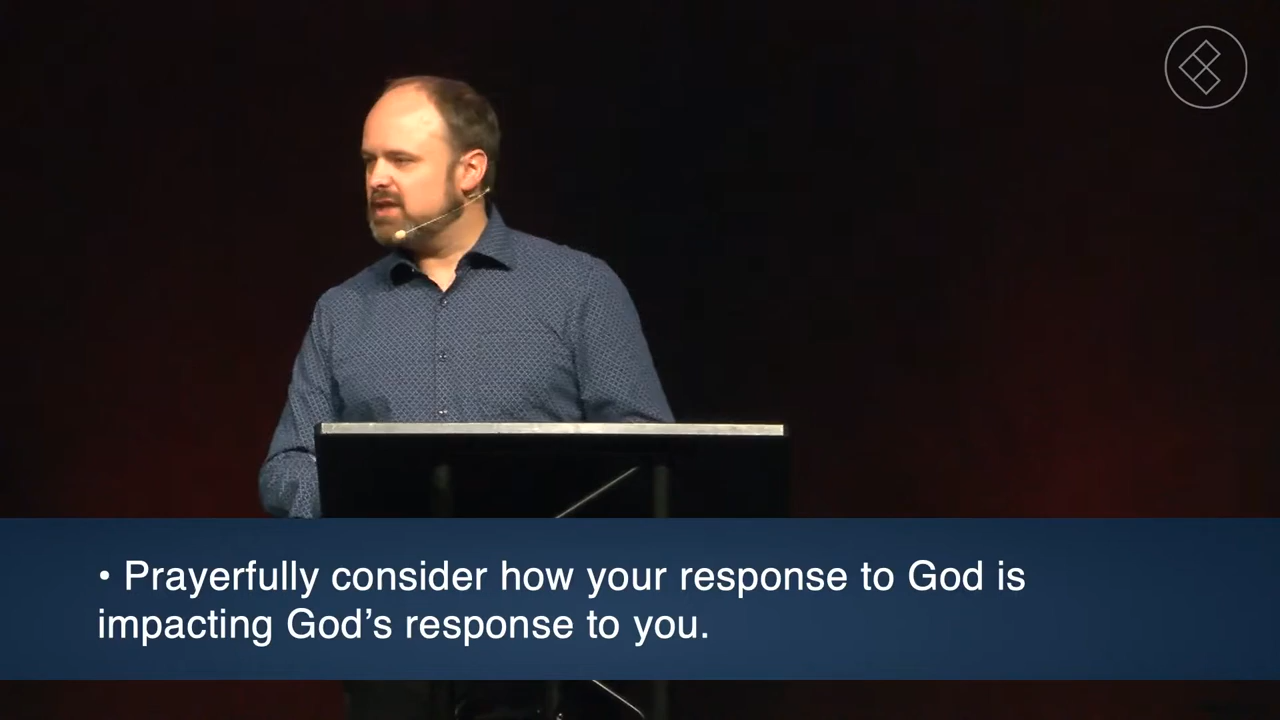 • Prayerfully consider how your response to God is
impacting God’s response to you.